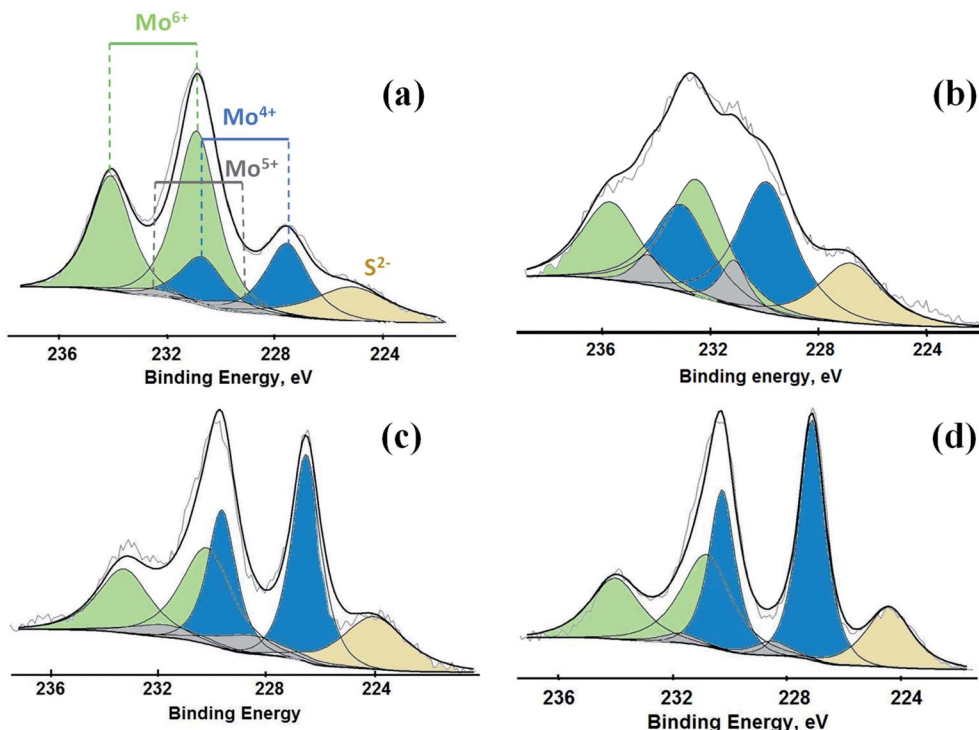 Mo6+
(a)
Mo4+
Mo5+
S2-
236 232 228 224
Binding Energy, eV
(b)
236 232 228 224
Binding energy, eV
(c)
236 232 228 224
Binding Energy
(d)
236 232 228 224
Binding Energy, eV